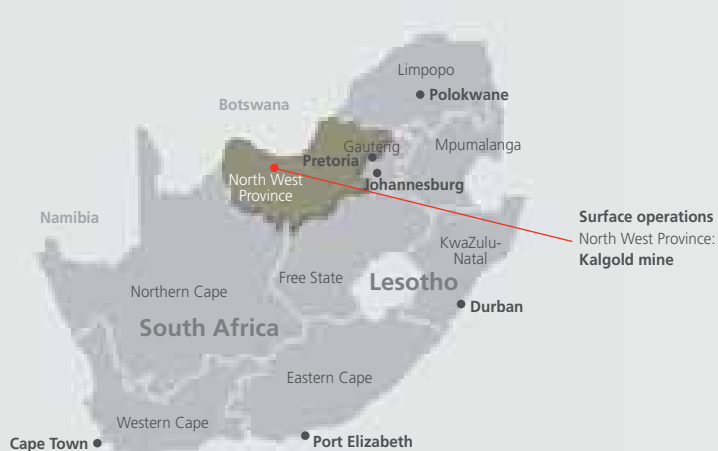 Limpopo
Polokwane
Botswana
Gauteng
Mpumalanga
Pretoria
North West
Province
Johannesburg
Namibia
Surface operations
North West Province:
Kalgold mine
KwaZulu-
Natal
Free State
Lesotho
Northern Cape
Durban
South Africa
Eastern Cape
Western Cape
Cape Town
Port Elizabeth